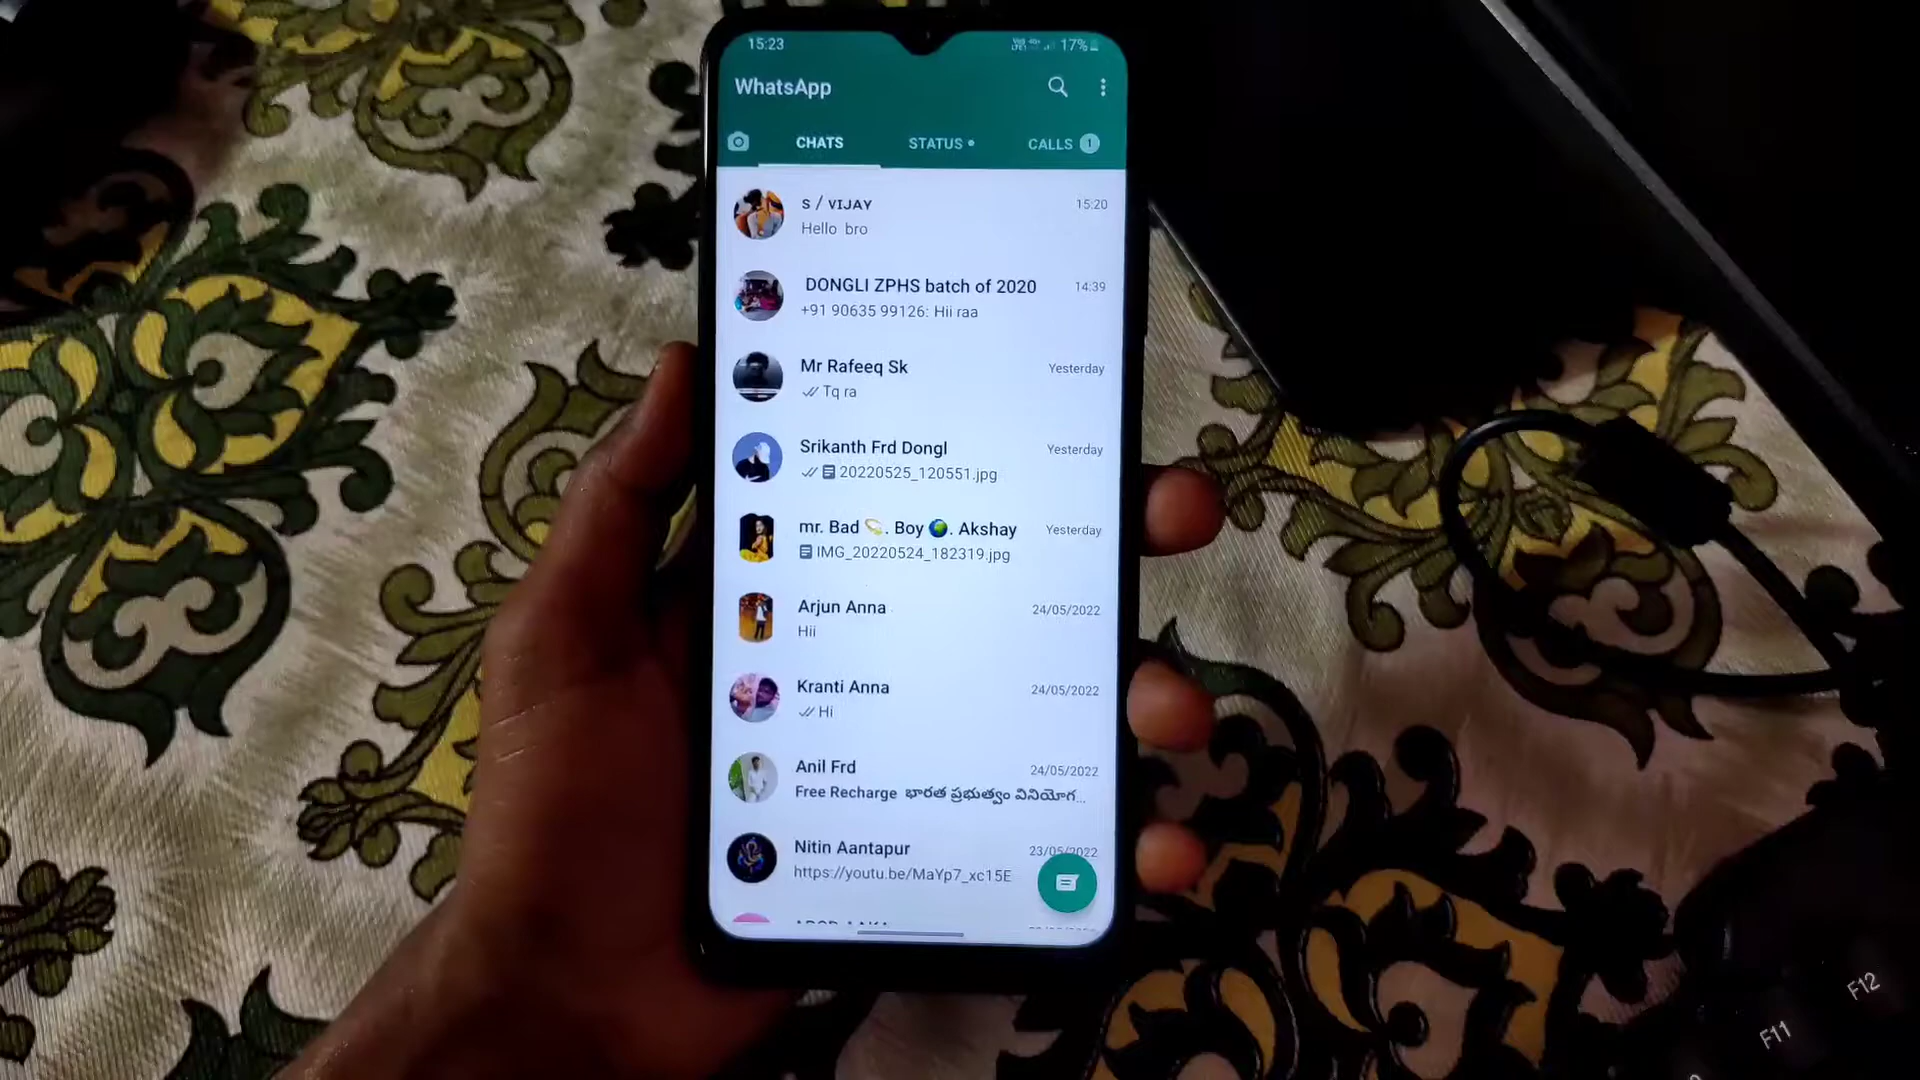 15:23
17%
WhatsApp
CHATS
STATUS
CALLS 1
S / VIJAY
15:20
Hello bro
DONGLI ZPHS batch of 2020
14:39
+91 90635 99126: Hii raa
Mr Rafeeq Sk
Yesterday
Tq ra
Srikanth Frd Dongl
Yesterday
20220525_120551.jpg
mr. Bad 💫. Boy 🌍. Akshay
Yesterday
IMG_20220524_182319.jpg
Arjun Anna
24/05/2022
Hii
Kranti Anna
24/05/2022
Hi
Anil Frd
24/05/2022
Free Recharge భారత ప్రభుత్వం వినియోగ...
Nitin Aantapur
23/05/2022
https://youtu.be/MaYp7_xc15E
F12
F11